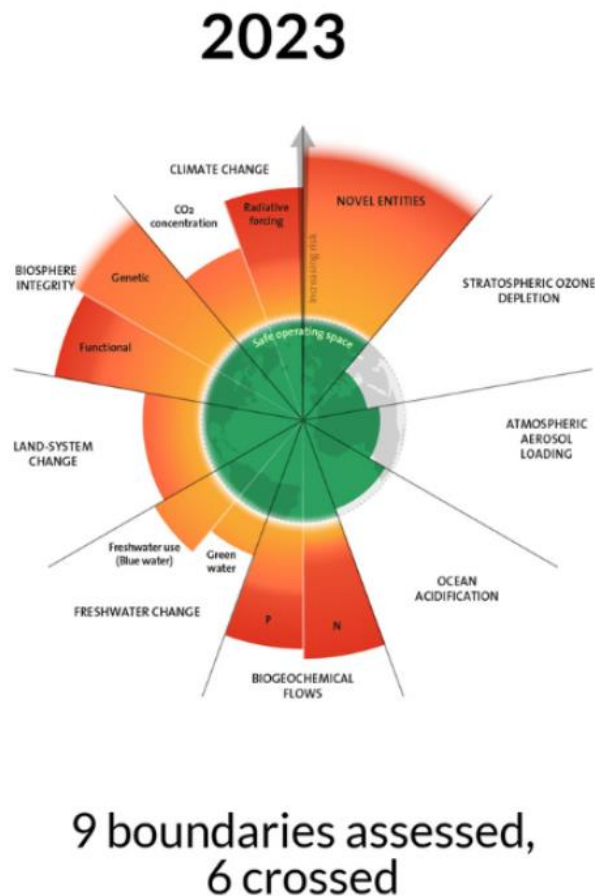 2023
CLIMATE CHANGE
CO₂
concentration
Radiative
forcing
NOVEL ENTITIES
Increasing risk
BIOSPHERE
INTEGRITY
Genetic
Functional
STRATOSPHERIC OZONE
DEPLETION
Safe operating space
ATMOSPHERIC
AEROSOL
LOADING
LAND-SYSTEM
CHANGE
Freshwater use
(Blue water)
Green
water
FRESHWATER CHANGE
OCEAN
ACIDIFICATION
P
N
BIOGEOCHEMICAL
FLOWS
9 boundaries assessed,
6 crossed